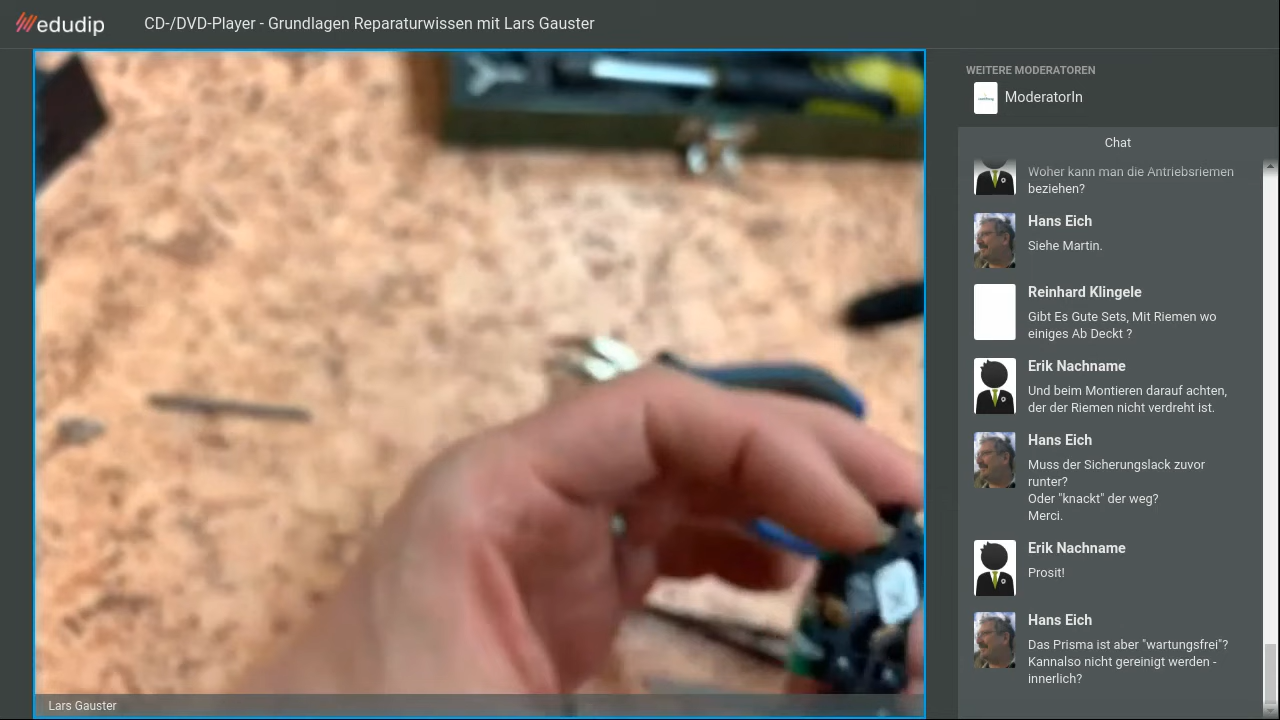 edudip
CD-/DVD-Player - Grundlagen Reparaturwissen mit Lars Gauster
WEITERE MODERATOREN
ModeratorIn
Chat
Woher kann man die Antriebsriemen
beziehen?
Hans Eich
Siehe Martin.
Reinhard Klingele
Gibt Es Gute Sets, Mit Riemen wo
einiges Ab Deckt ?
Erik Nachname
Und beim Montieren darauf achten,
der der Riemen nicht verdreht ist.
Hans Eich
Muss der Sicherungslack zuvor
runter?
Oder "knackt" der weg?
Merci.
Erik Nachname
Prosit!
Hans Eich
Das Prisma ist aber "wartungsfrei"?
Kannalso nicht gereinigt werden -
innerlich?
Lars Gauster